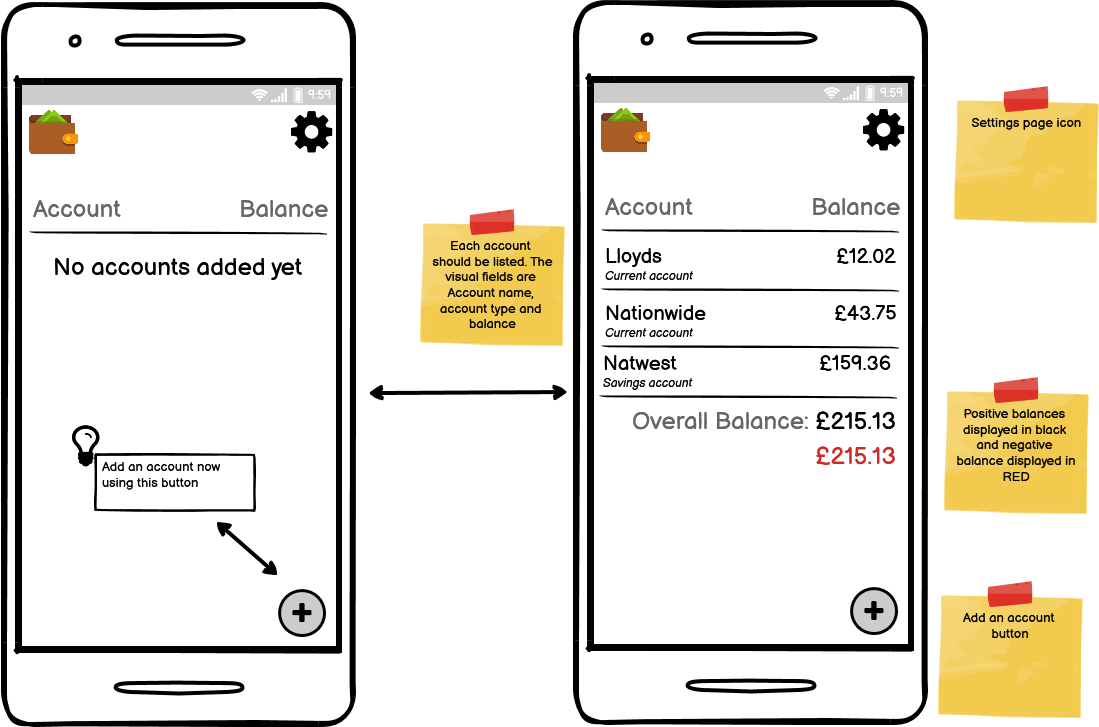 9:59
Account Balance
No accounts added yet
Add an account now
using this button
Each account
should be listed. The
visual fields are
Account name,
account type and
balance
9:59
Account Balance
Lloyds £12.02
Current account
Nationwide £43.75
Current account
Natwest £159.36
Savings account
Overall Balance: £215.13
£215.13
Settings page icon
Positive balances
displayed in black
and negative
balance displayed in
RED
Add an account
button